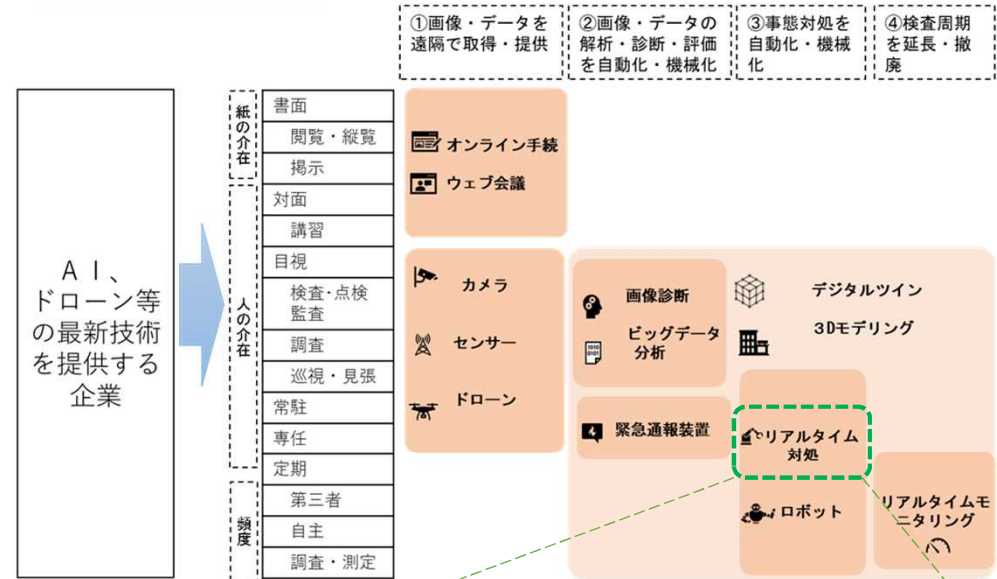 ①画像・データを
遠隔で取得・提供
②画像・データの
解析・診断・評価
を自動化・機械化
③事態対処を
自動化・機械
化
④検査周期
を延長・撤
廃
ＡＩ、
ドローン等
の最新技術
を提供する
企業
紙の介在
人の介在
頻度
書面
閲覧・縦覧
掲示
対面
講習
目視
検査・点検
監査
調査
巡視・見張
常駐
専任
定期
第三者
自主
調査・測定
オンライン手続
ウェブ会議
カメラ
センサー
ドローン
画像診断
1010
0101
ビッグデータ
分析
緊急通報装置
デジタルツイン
３Dモデリング
リアルタイム
対処
ロボット
リアルタイムモ
ニタリング